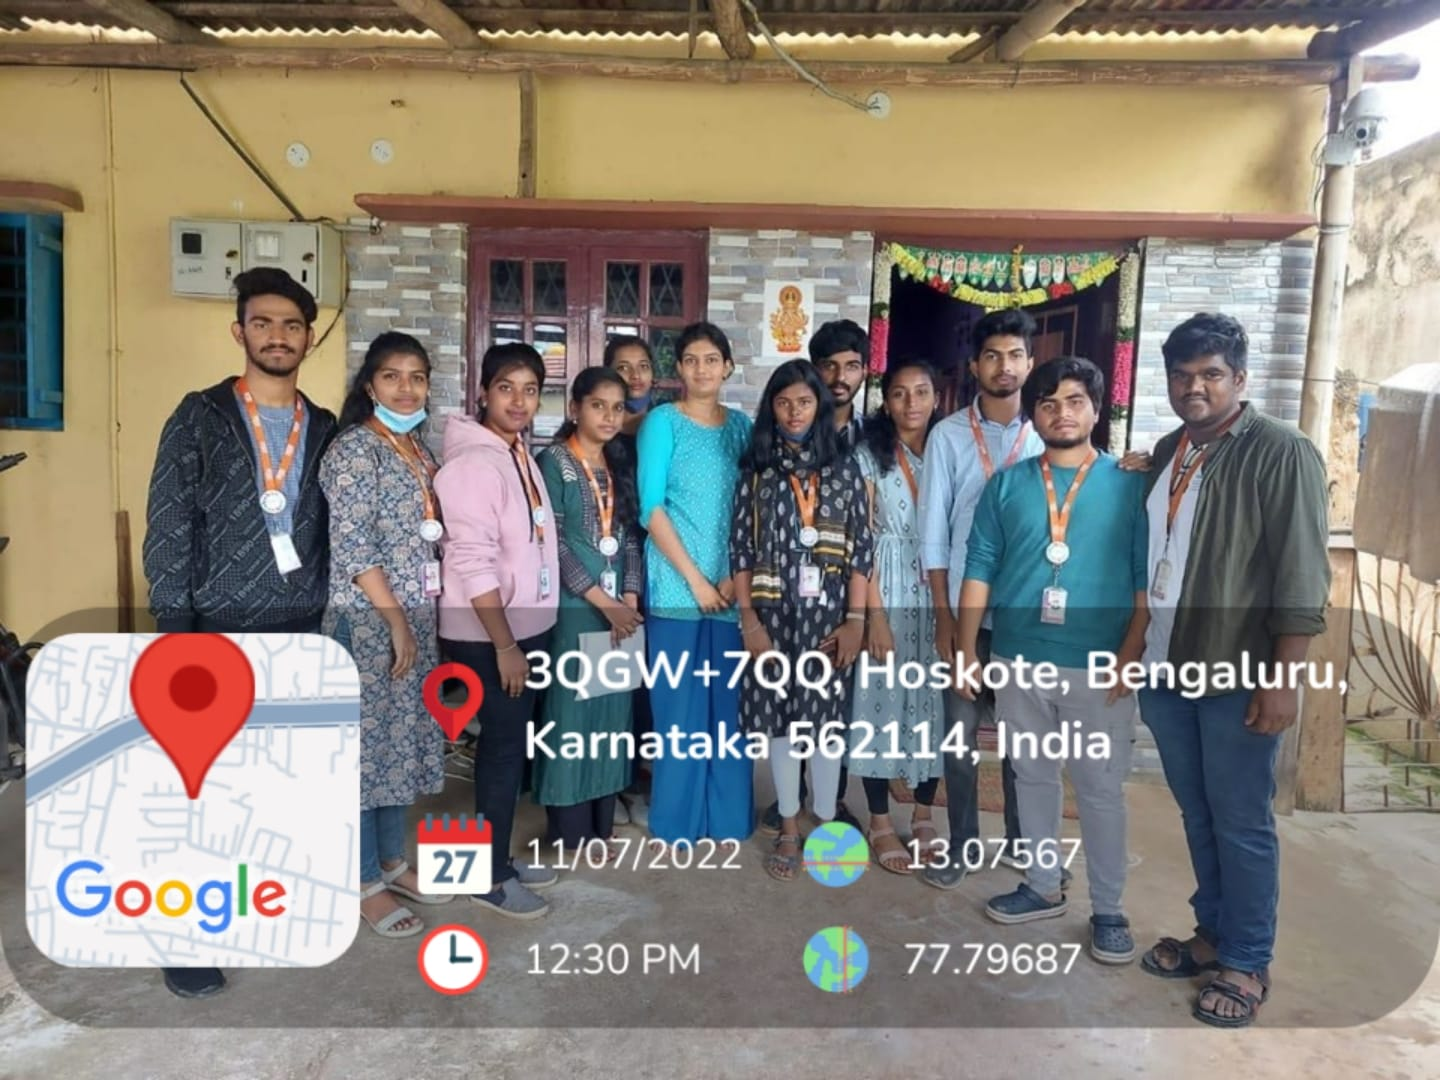 3QGW+7QQ, Hoskote, Bengaluru,
Karnataka 562114, India
27
11/07/2022
13.07567
12:30 PM
77.79687
Google
1890